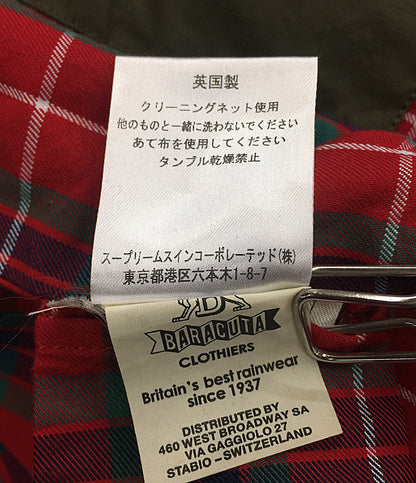 英国製
クリーニングネット使用
他のものと一緒に洗わないでください
あて布を使用してください
タンブル乾燥禁止
スープリームスインコーポレーテッド(株)
東京都港区六本木1-8-7
BARACUTA
CLOTHIERS
Britain's best rainwear
since 1937
DISTRIBUTED BY
460 WEST BROADWAY SA
VIA GAGGIOLO 27
STABIO - SWITZERLAND